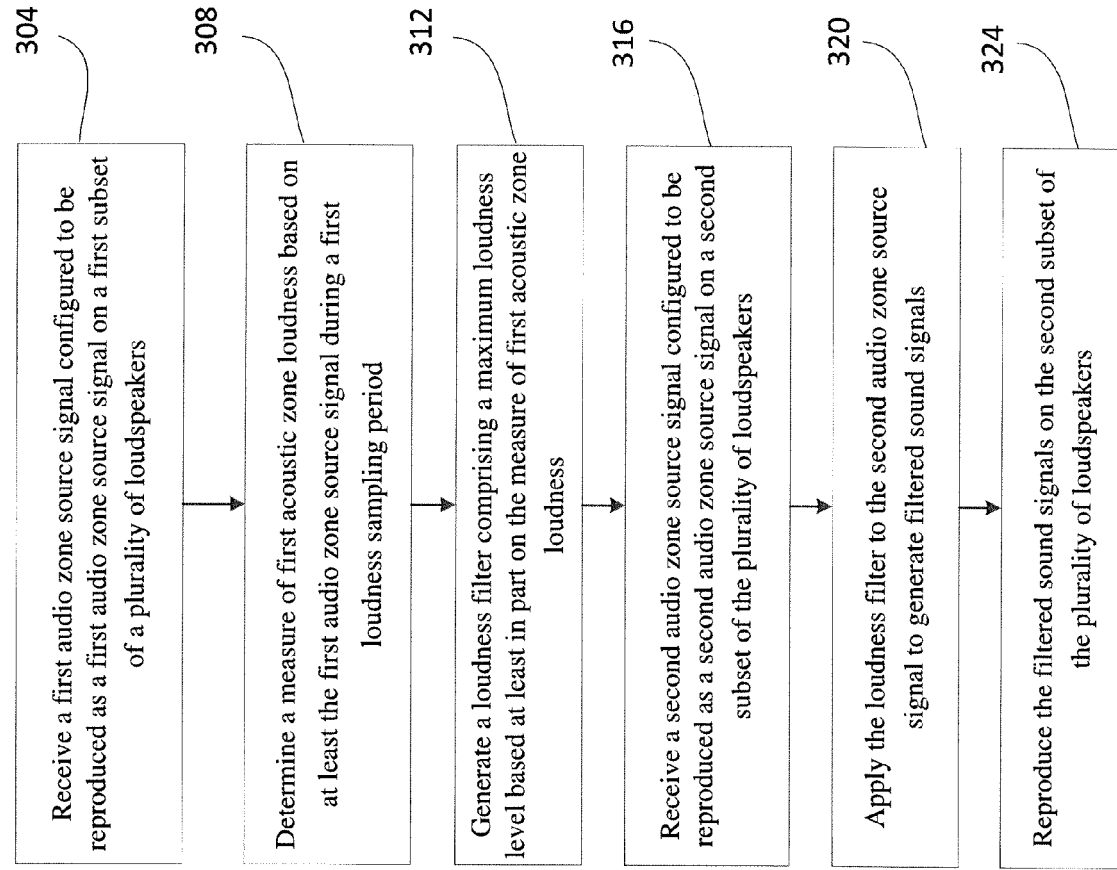 304
Receive a first audio zone source signal configured to be
reproduced as a first audio zone source signal on a first subset
of a plurality of loudspeakers
308
Determine a measure of first acoustic zone loudness based on
at least the first audio zone source signal during a first
loudness sampling period
312
Generate a loudness filter comprising a maximum loudness
level based at least in part on the measure of first acoustic zone
loudness
316
Receive a second audio zone source signal configured to be
reproduced as a second audio zone source signal on a second
subset of the plurality of loudspeakers
320
Apply the loudness filter to the second audio zone source
signal to generate filtered sound signals
324
Reproduce the filtered sound signals on the second subset of
the plurality of loudspeakers